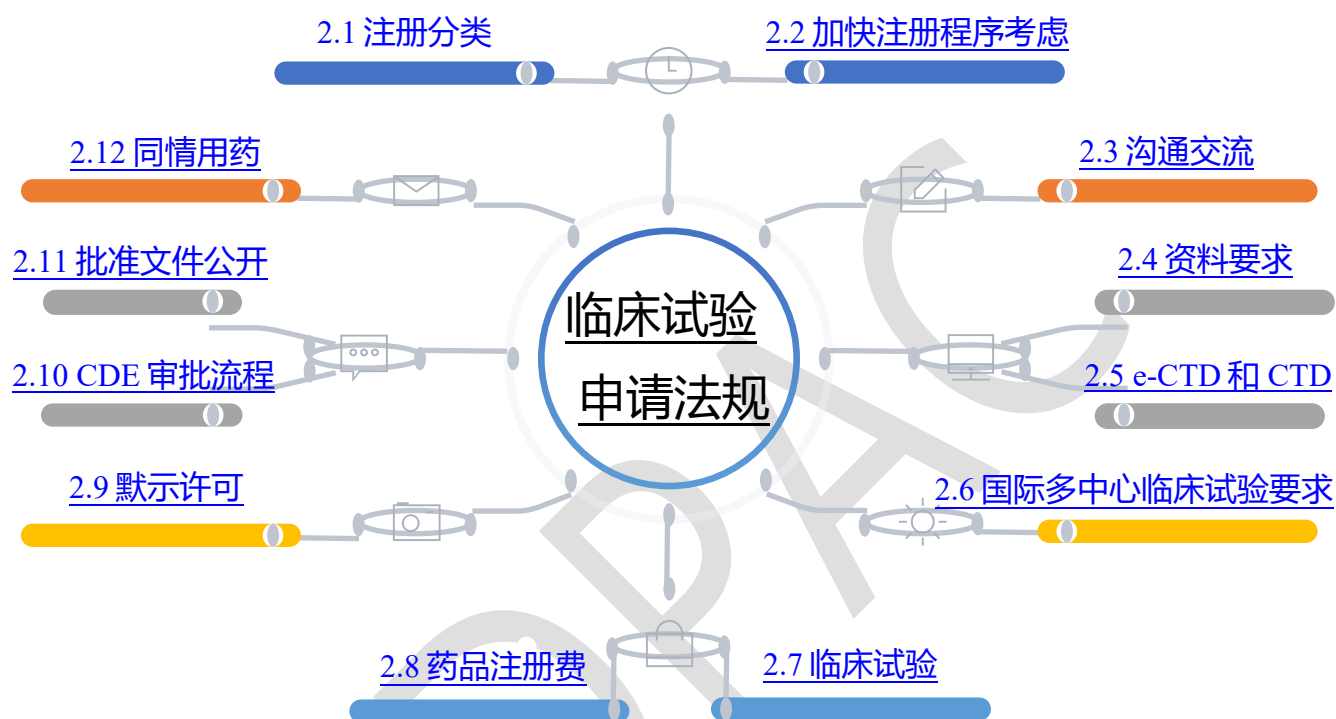 2.1 注册分类
2.2 加快注册程序考虑
2.12 同情用药
2.3 沟通交流
2.11 批准文件公开
2.4 资料要求
临床试验
申请法规
2.10 CDE 审批流程
2.5 e-CTD 和 CTD
2.9 默示许可
2.6 国际多中心临床试验要求
2.8 药品注册费
2.7 临床试验